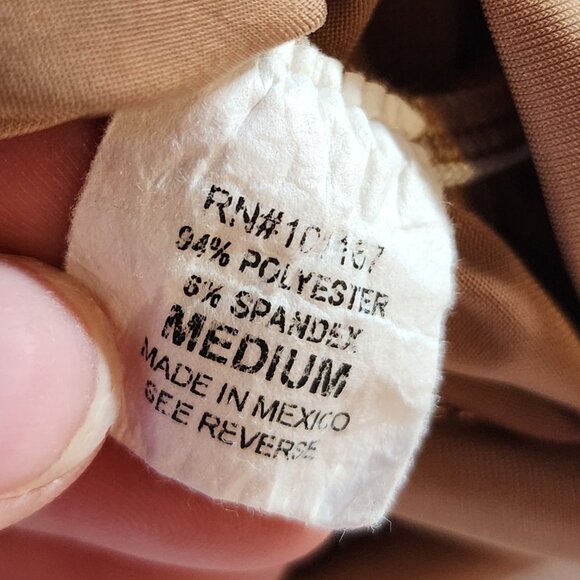 94% POLYESTER
6% SPANDEX
MEDIUM
MADE IN MEXICO
SEE REVERSE